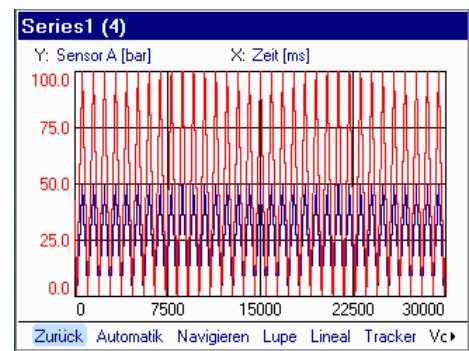 Series1 (4)
Y: Sensor A [bar] X: Zeit [ms]
100.0
75.0
50.0
25.0
0.0
0 7500 15000 22500 30000
Zurück Automatik Navigieren Lupe Lineal Tracker